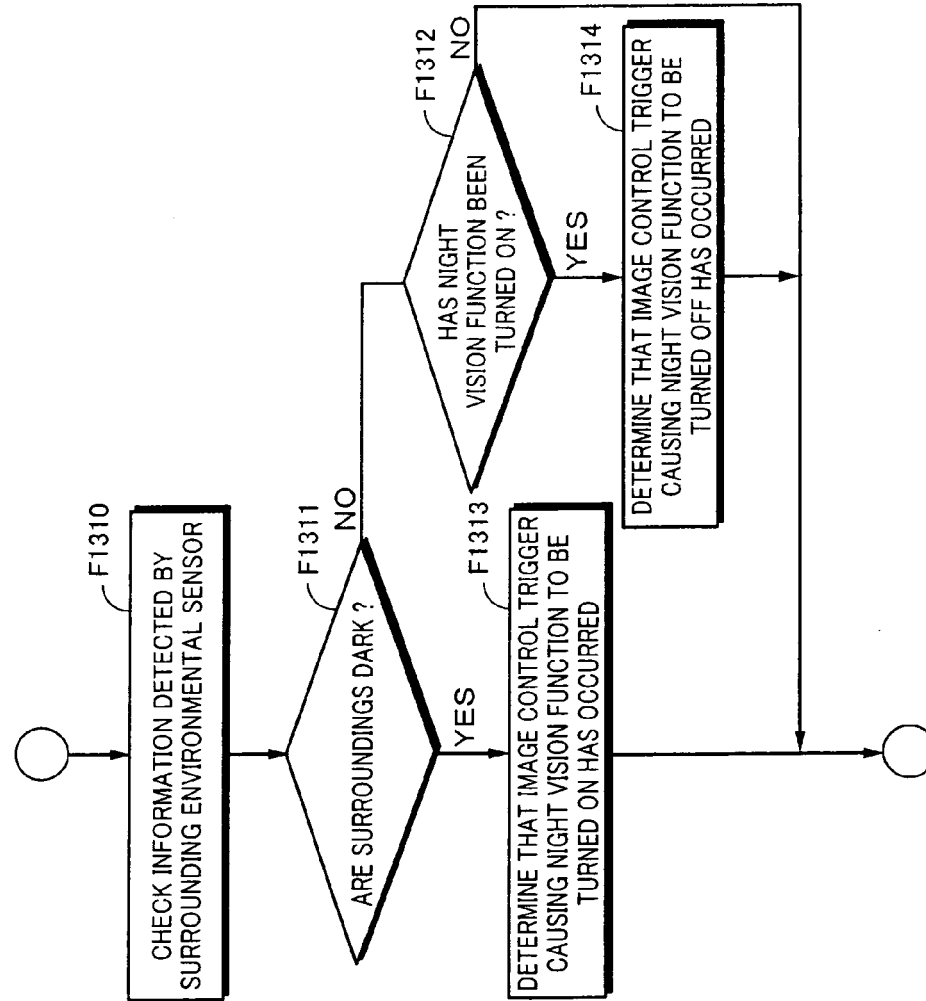 F1310
CHECK INFORMATION DETECTED BY
SURROUNDING ENVIRONMENTAL SENSOR
F1311
ARE SURROUNDINGS DARK ?
NO
YES
F1312
HAS NIGHT
VISION FUNCTION BEEN
TURNED ON ?
NO
YES
F1313
DETERMINE THAT IMAGE CONTROL TRIGGER
CAUSING NIGHT VISION FUNCTION TO BE
TURNED ON HAS OCCURRED
F1314
DETERMINE THAT IMAGE CONTROL TRIGGER
CAUSING NIGHT VISION FUNCTION TO BE
TURNED OFF HAS OCCURRED